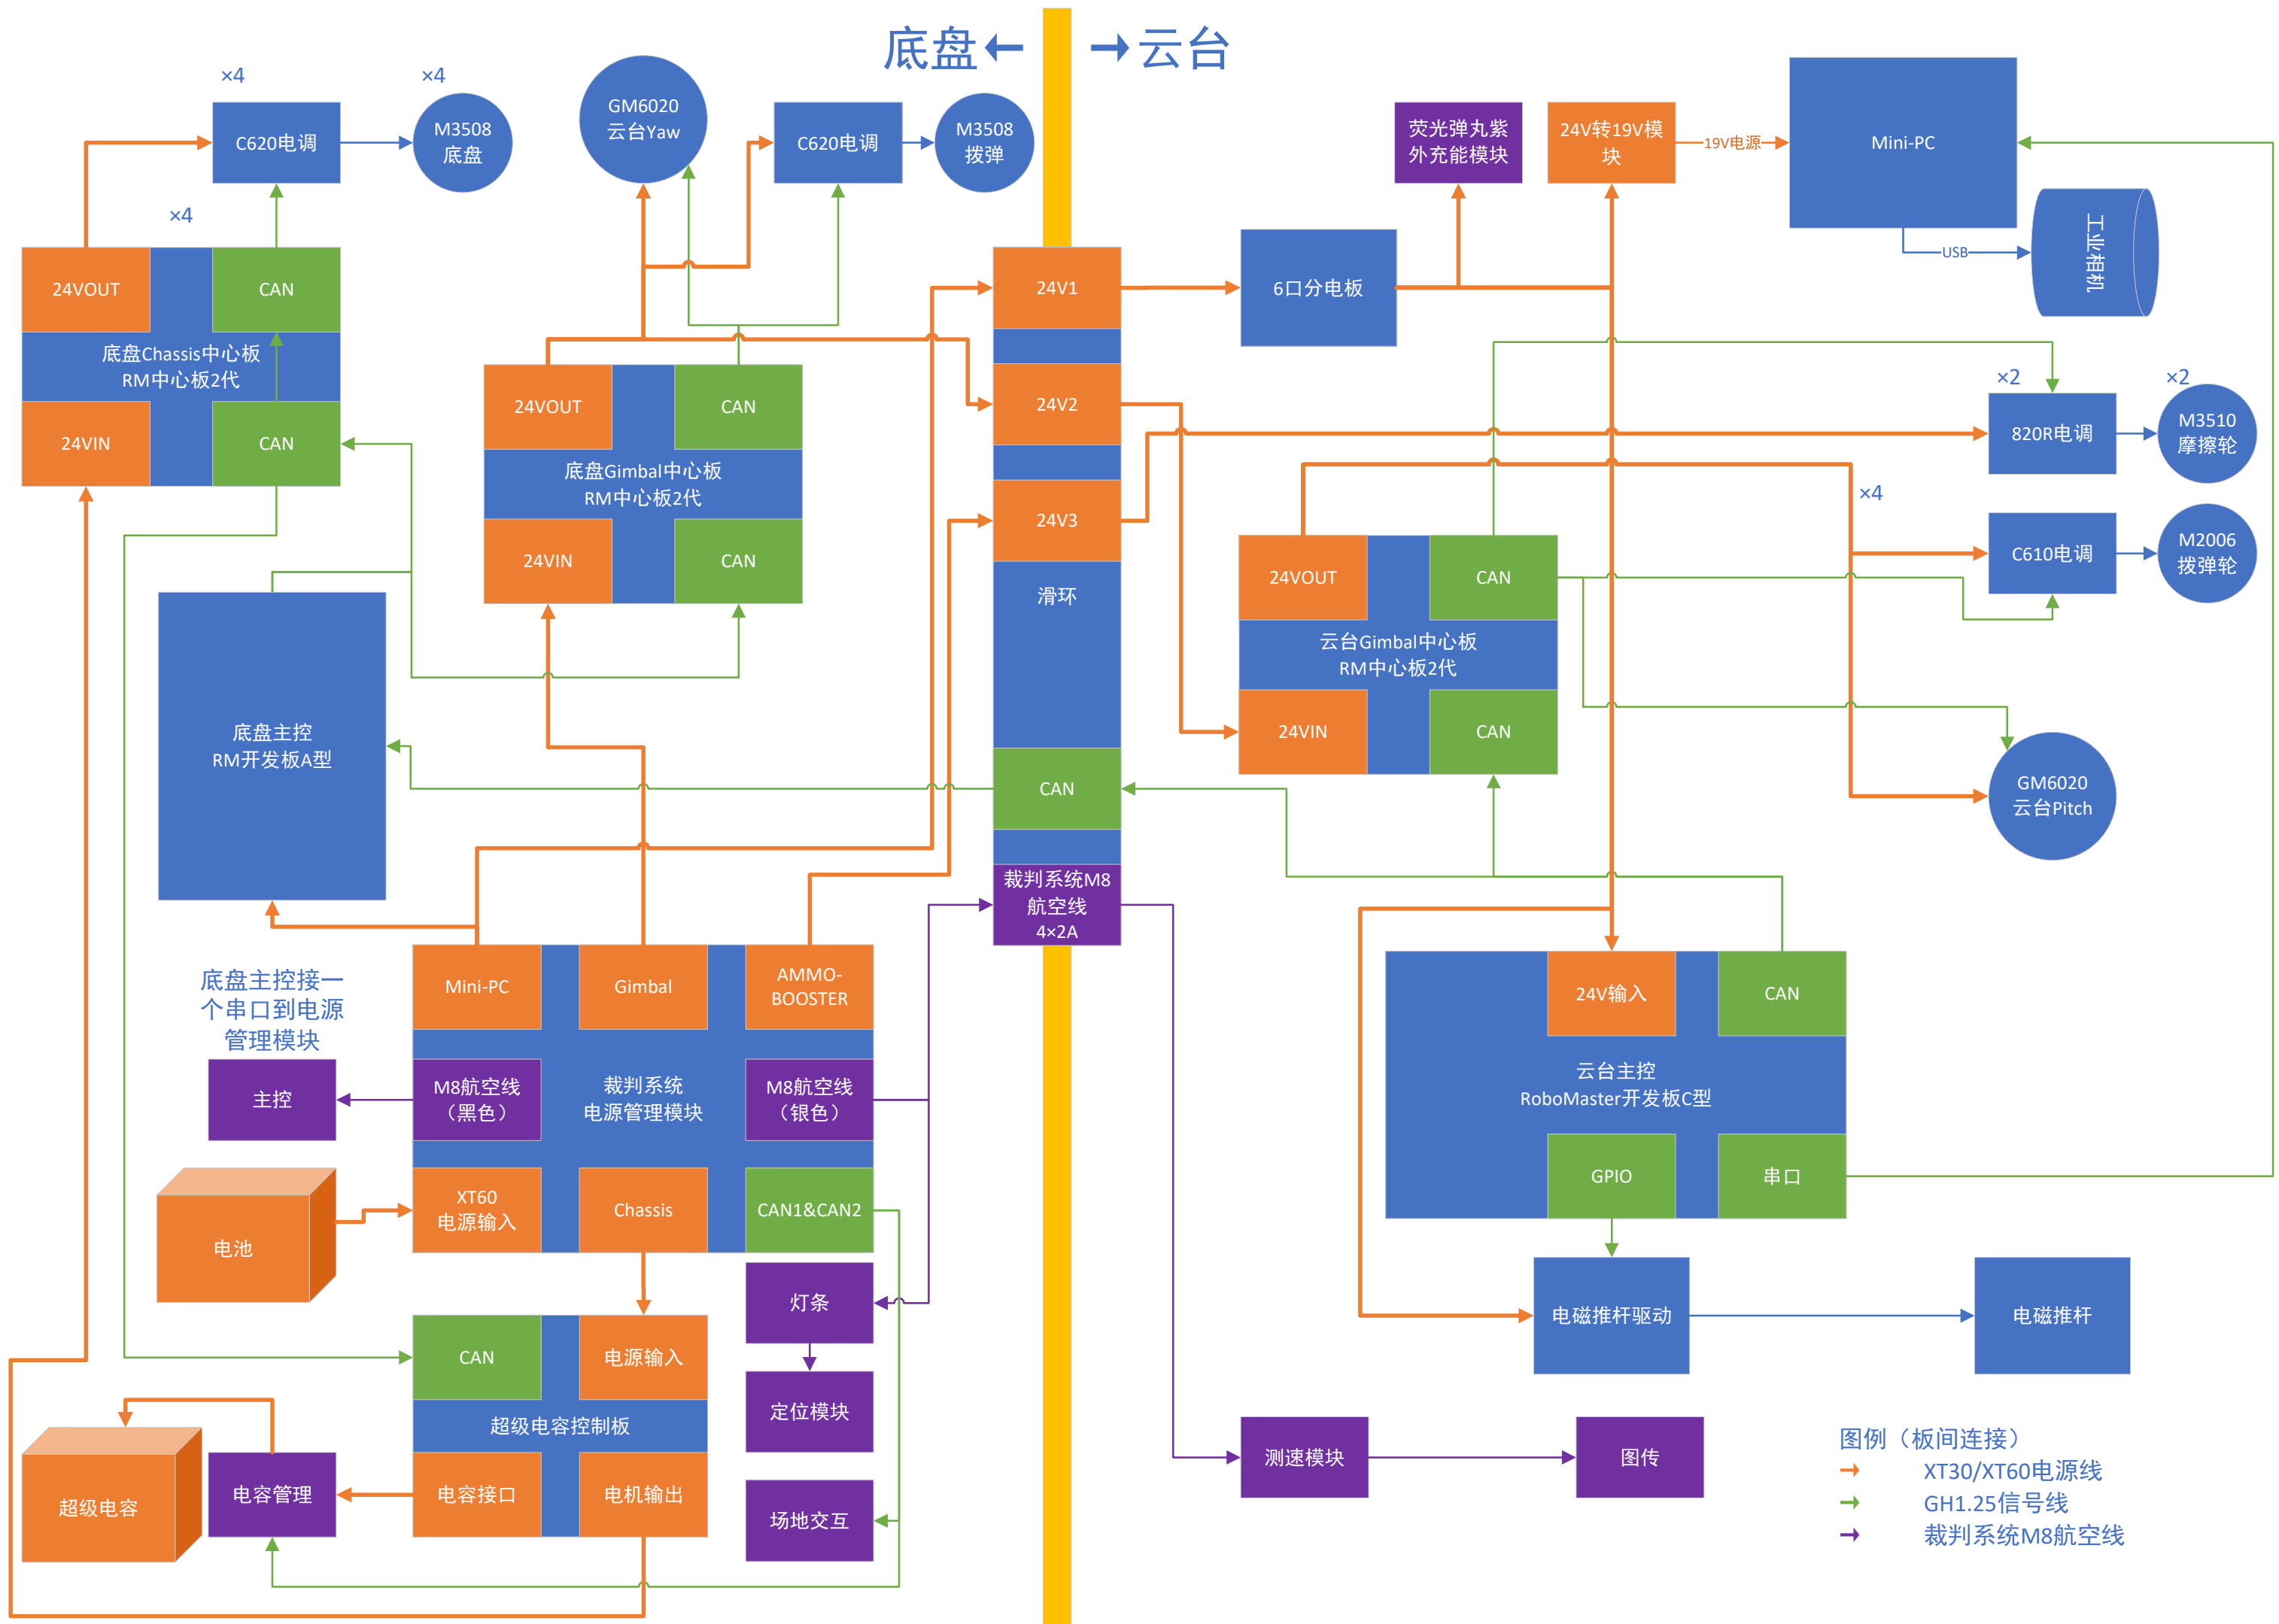 底盘
云台
×4
×4
C620电调
M3508
底盘
GM6020
云台Yaw
C620电调
M3508
拨弹
荧光弹丸紫
外充能模块
24V转19V模
块
19V电源
Mini-PC
USB
工业相机
×4
24VOUT
CAN
底盘Chassis中心板
RM中心板2代
24VIN
CAN
24VOUT
CAN
底盘Gimbal中心板
RM中心板2代
24VIN
CAN
24V1
24V2
24V3
滑环
CAN
裁判系统M8
航空线
4×2A
6口分电板
×2
×2
820R电调
M3510
摩擦轮
×4
C610电调
M2006
拨弹轮
24VOUT
CAN
云台Gimbal中心板
RM中心板2代
24VIN
CAN
GM6020
云台Pitch
底盘主控
RM开发板A型
底盘主控接一
个串口到电源
管理模块
主控
Mini-PC
Gimbal
AMMO-
BOOSTER
M8航空线
（黑色）
裁判系统
电源管理模块
M8航空线
（银色）
XT60
电源输入
Chassis
CAN1&CAN2
电池
24V输入
CAN
云台主控
RoboMaster开发板C型
GPIO
串口
灯条
定位模块
场地交互
CAN
电源输入
超级电容控制板
电容接口
电机输出
超级电容
电容管理
电磁推杆驱动
电磁推杆
测速模块
图传
图例（板间连接）
XT30/XT60电源线
GH1.25信号线
裁判系统M8航空线